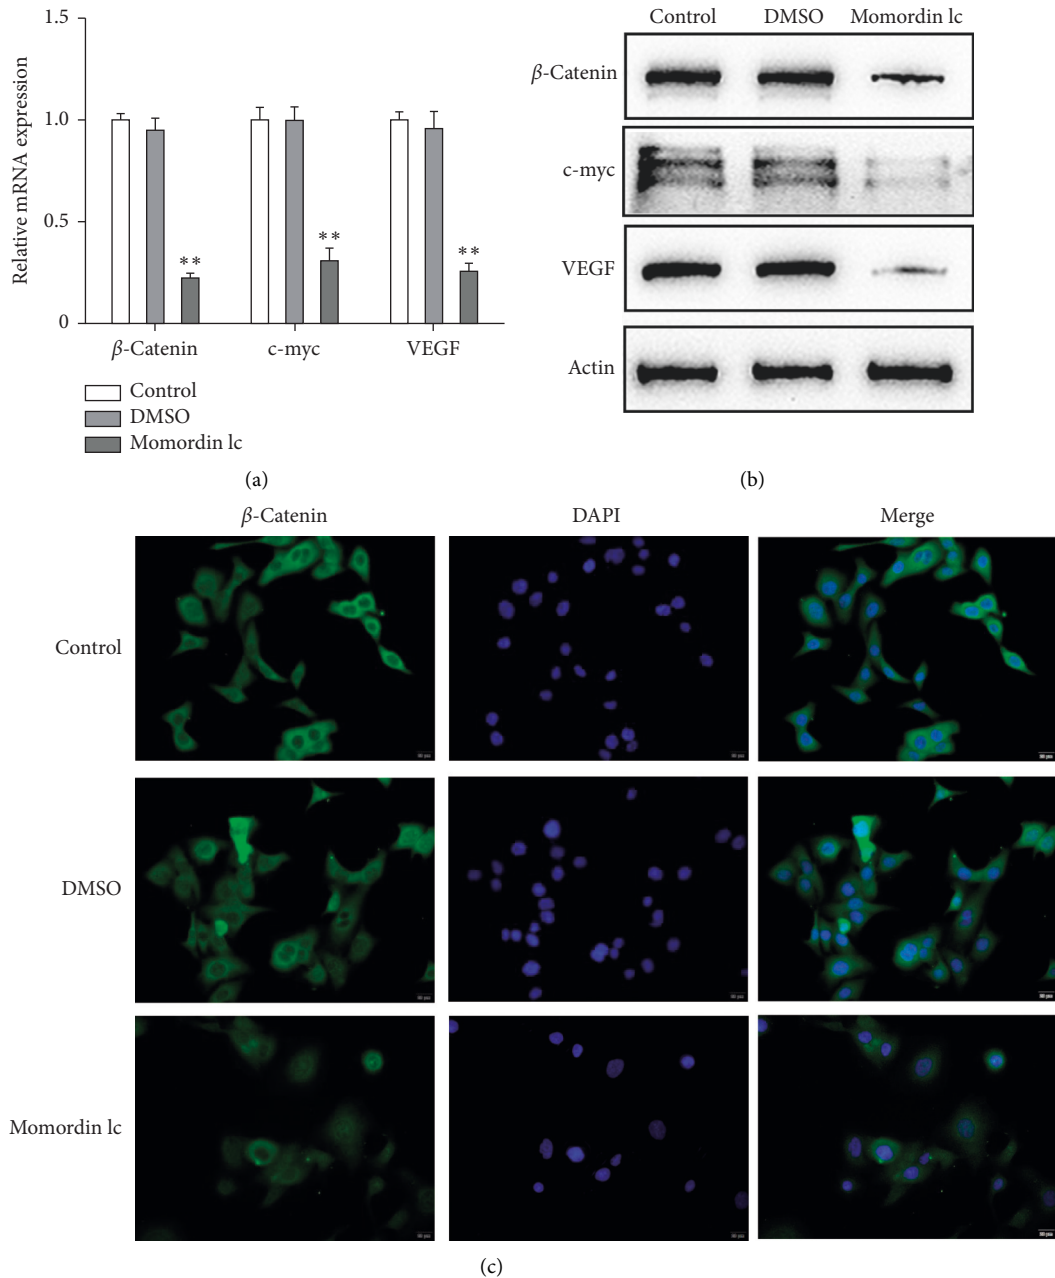 1.5
1.0
0.5
0
Relative mRNA expression
**
**
**
β-Catenin c-myc VEGF
Control
DMSO
Momordin lc
(a)
Control DMSO Momordin lc
β-Catenin
c-myc
VEGF
Actin
(b)
β-Catenin DAPI Merge
Control
DMSO
Momordin lc
(c)